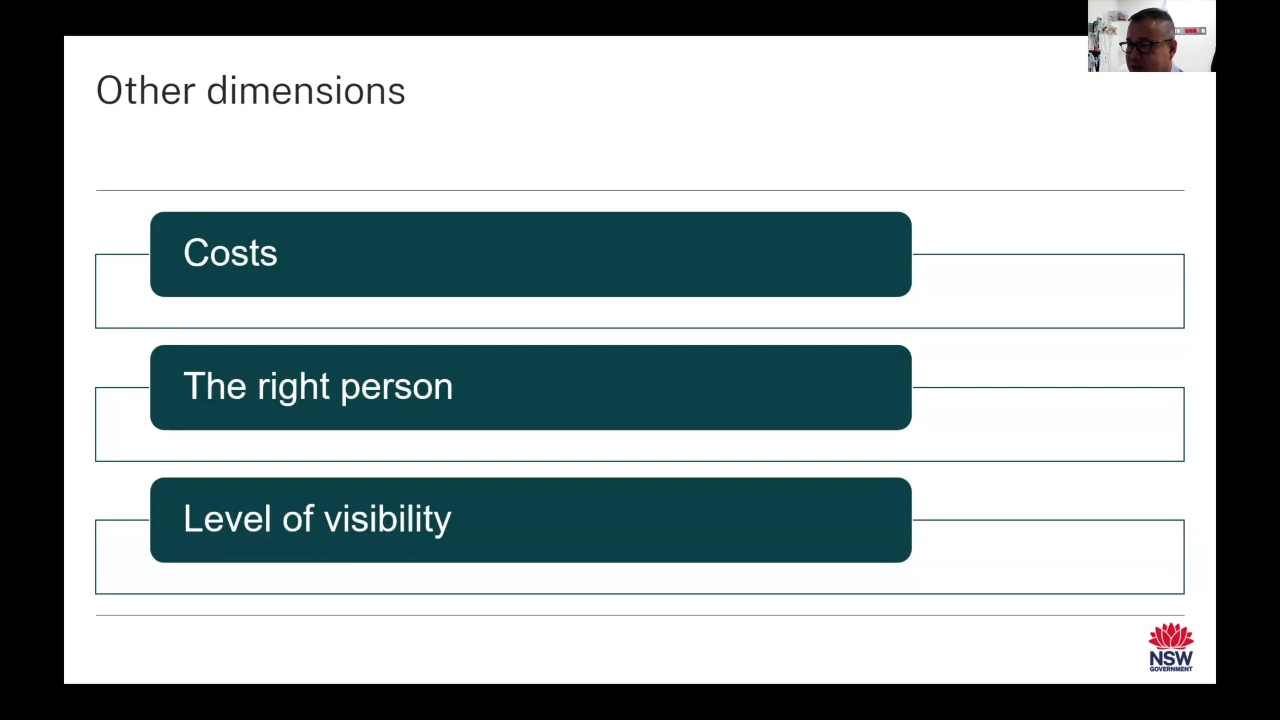 Other dimensions
Costs
The right person
Level of visibility
NSW
GOVERNMENT